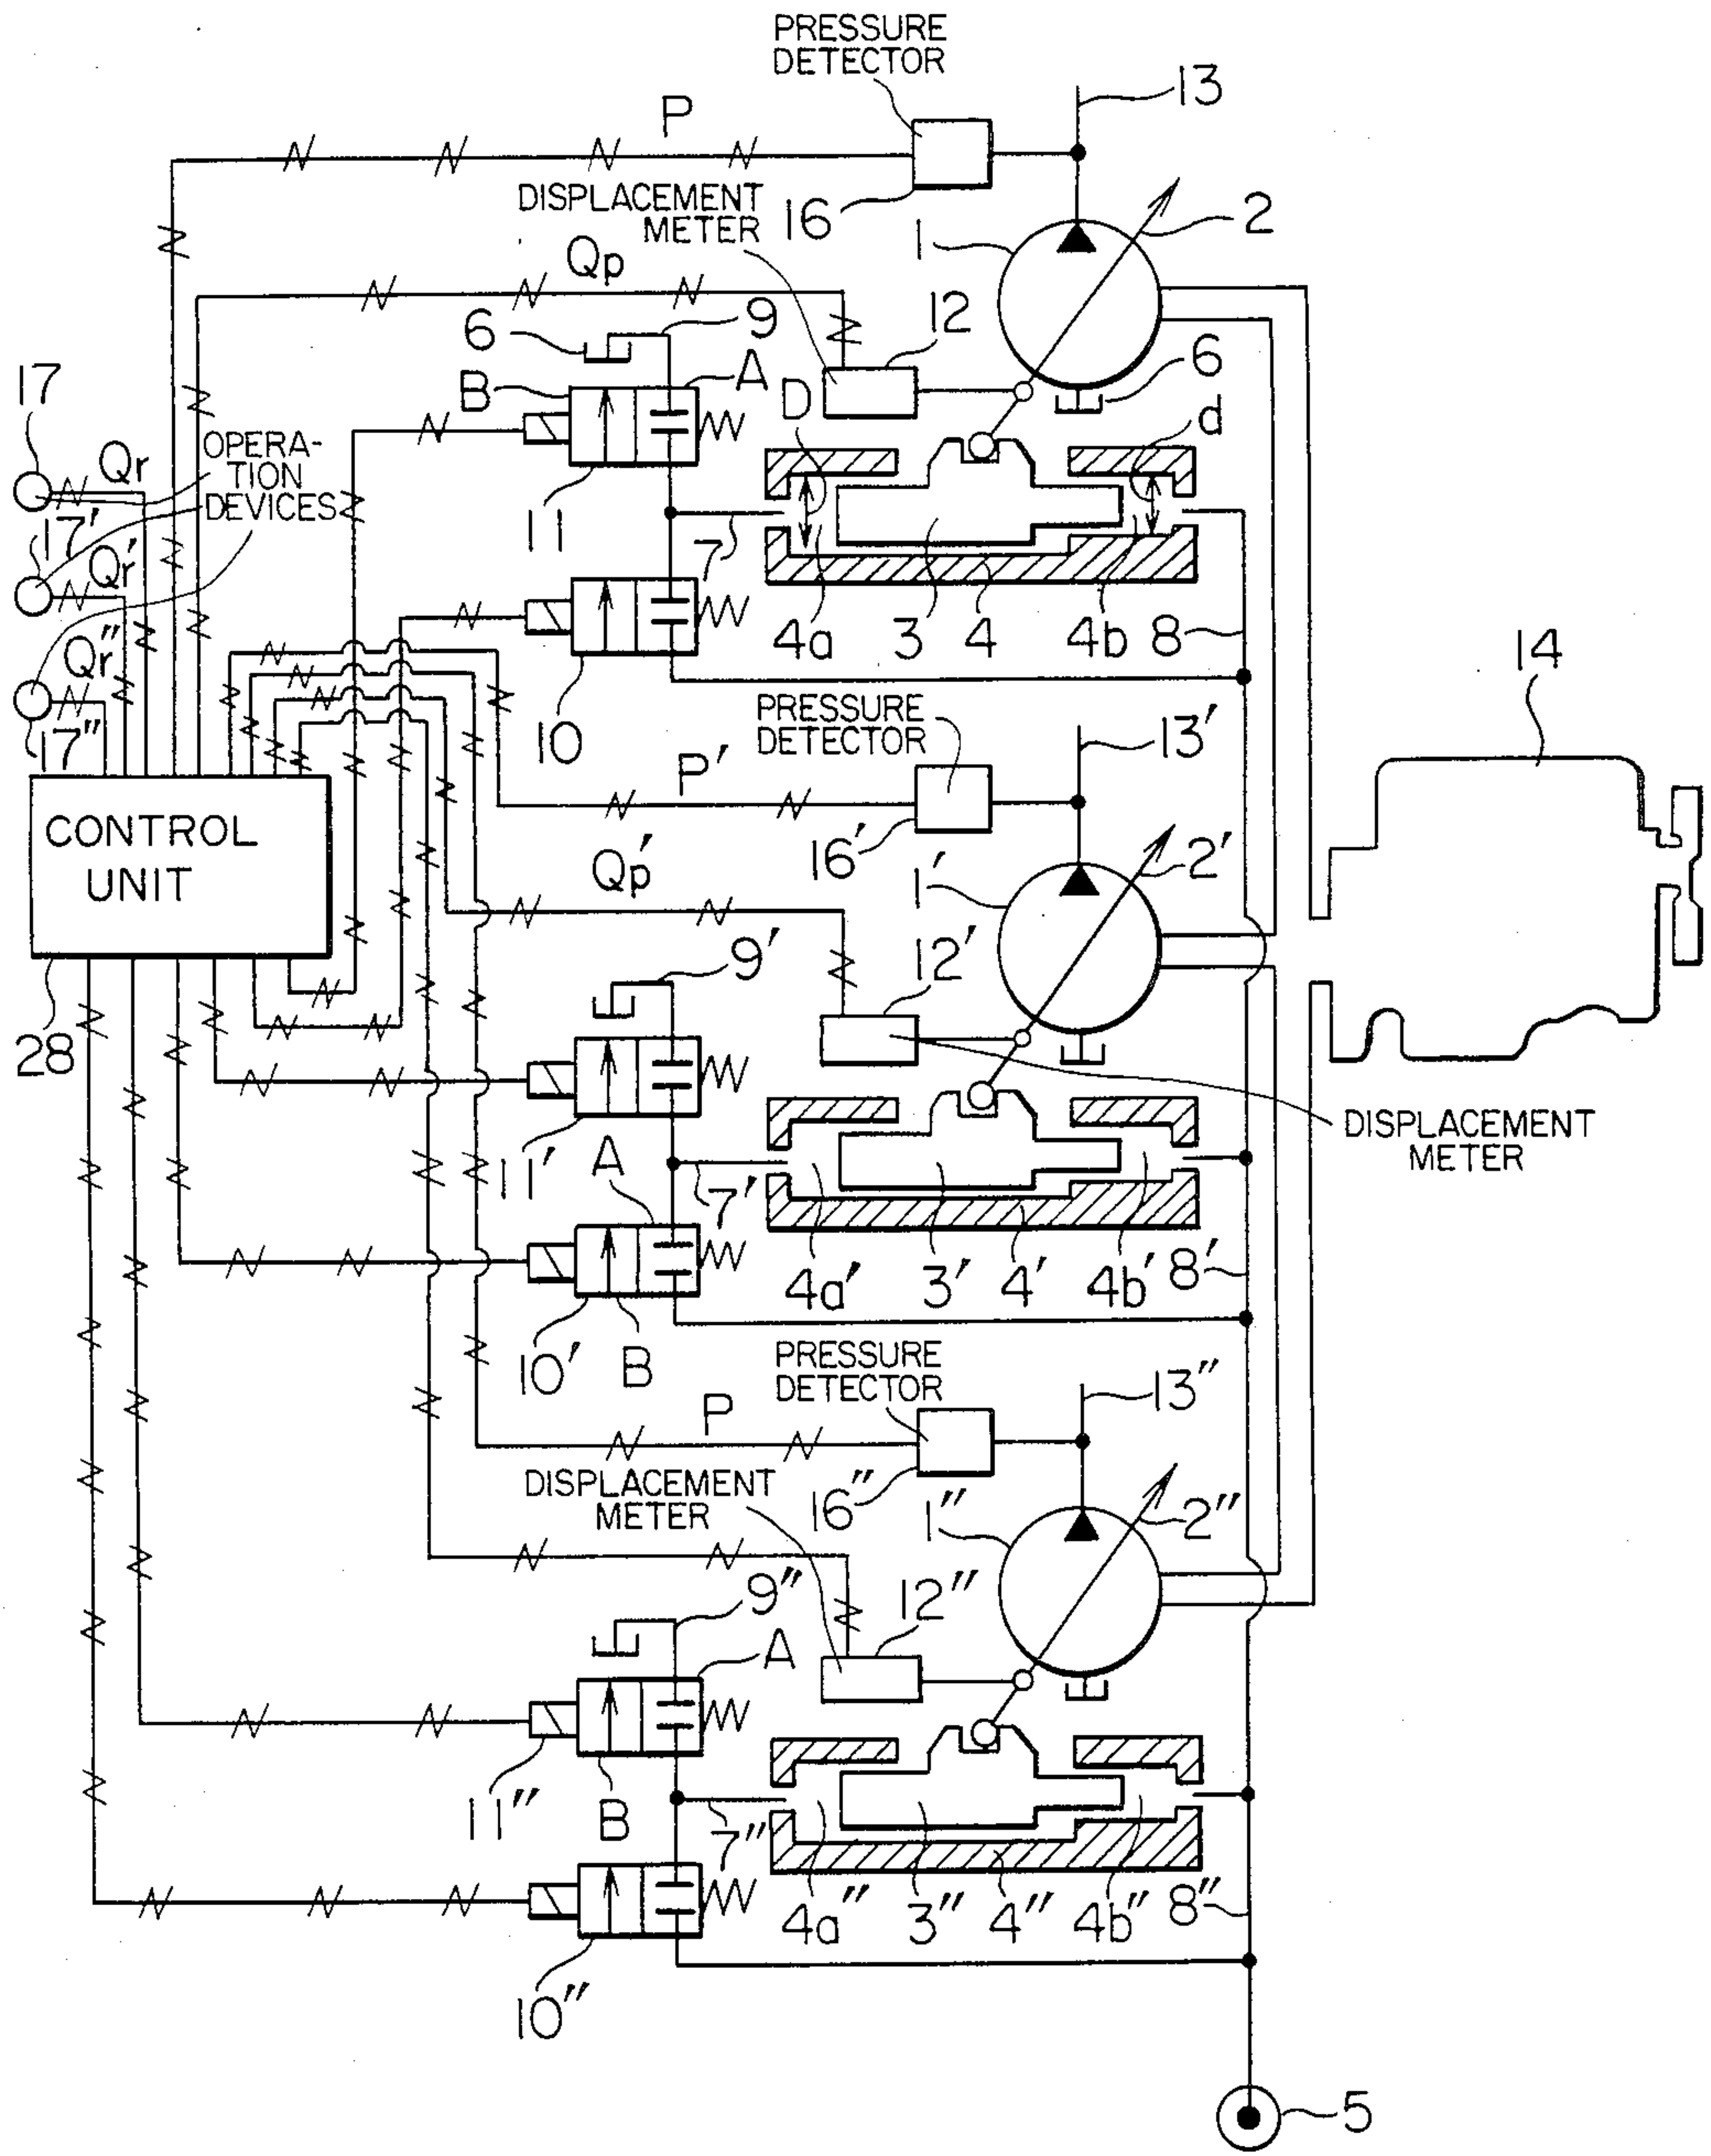 PRESSURE
DETECTOR
13
P
DISPLACEMENT
METER
16
2
1
Qp
6
9
12
6
B
A
D
d
17
Qr
OPERA-
TION
DEVICES
11
7
17'
Qr'
4a
3
4
4b
8
Qr"
14
17"
10
PRESSURE
DETECTOR
13'
P'
CONTROL
UNIT
16'
2'
1'
Qp'
9'
12'
28
DISPLACEMENT
METER
11'
A
7'
4a'
3'
4'
4b'
8'
10'
B
PRESSURE
DETECTOR
13"
P
DISPLACEMENT
METER
16"
1"
2"
9"
12"
A
11"
B
7"
4a"
3"
4"
4b"
8"
10"
5